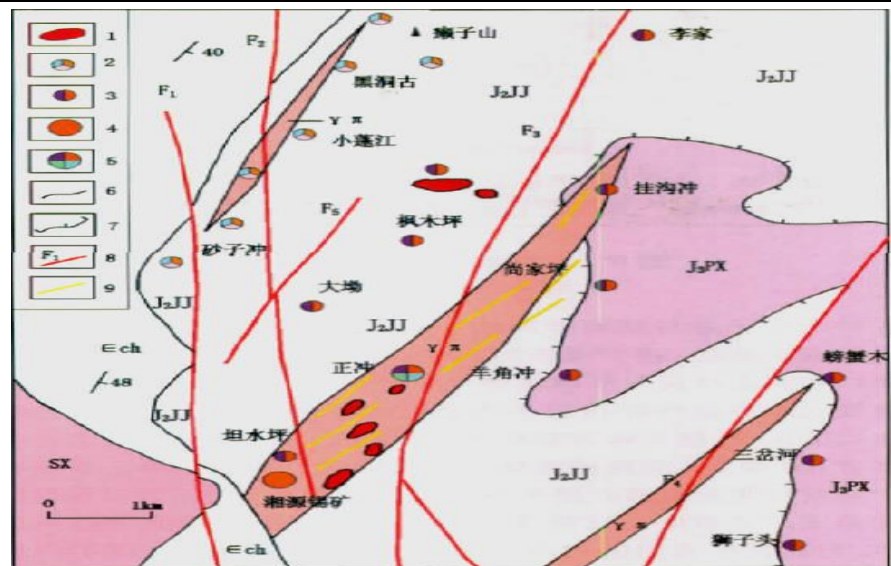 1
2
3
4
5
6
7
F₁ 8
9
40
F₂
F₁
癞子山
黑洞古
李家
J₂JJ
J₂JJ
γπ
小蓬江
F₃
挂沟冲
F₅
枫木坪
砂子冲
尚家坪
J₃PX
大坳
J₂JJ
J₂JJ
∈ch
正冲
γπ
羊角冲
螃蟹木
48
J₂JJ
坦水坪
SX
三岔河
0 1km
湘源锡矿
J₂JJ
F₄
J₃PX
γπ
狮子头
∈ch